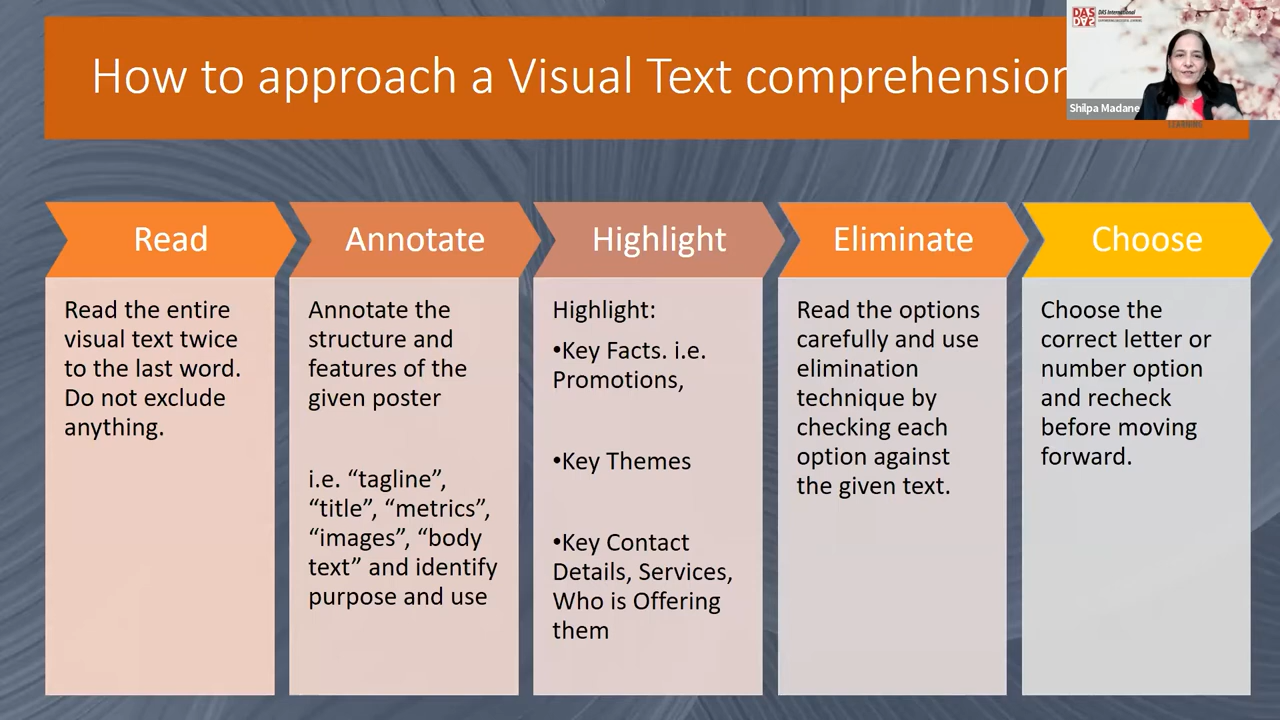 How to approach a Visual Text comprehension
DAS
DAS International
Shilpa Madane
LEARNING
Read
Read the entire
visual text twice
to the last word.
Do not exclude
anything.
Annotate
Annotate the
structure and
features of the
given poster
i.e. “tagline”,
“title”, “metrics”,
“images”, “body
text” and identify
purpose and use
Highlight
Highlight:
•Key Facts. i.e.
Promotions,
•Key Themes
•Key Contact
Details, Services,
Who is Offering
them
Eliminate
Read the options
carefully and use
elimination
technique by
checking each
option against
the given text.
Choose
Choose the
correct letter or
number option
and recheck
before moving
forward.